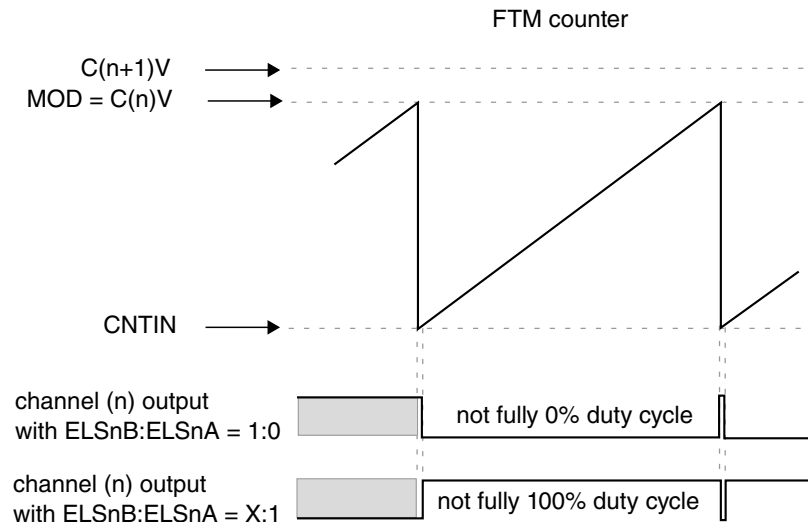 FTM counter
C(n+1)V
MOD = C(n)V
CNTIN
channel (n) output
with ELSnB:ELSnA = 1:0
not fully 0% duty cycle
channel (n) output
with ELSnB:ELSnA = X:1
not fully 100% duty cycle